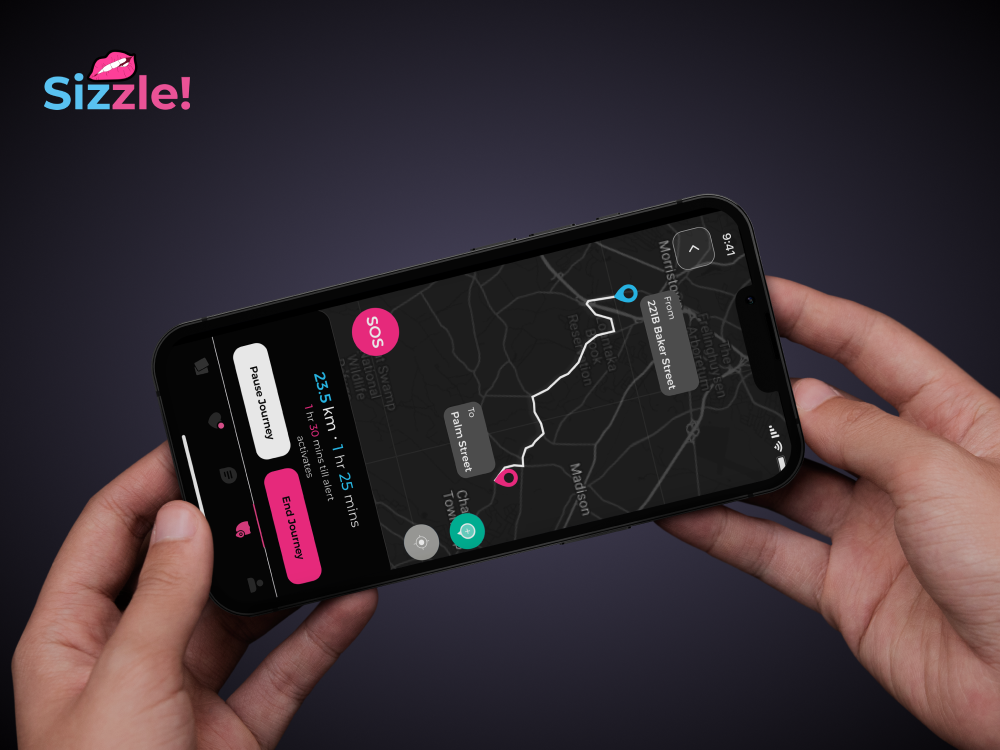 Sizzle!
9:41
From
221B Baker Street
To
Palm Street
Madison
SOS
23.5 km · 1 hr 25 mins
1 hr 30 mins till alert
activates
Pause Journey
End Journey